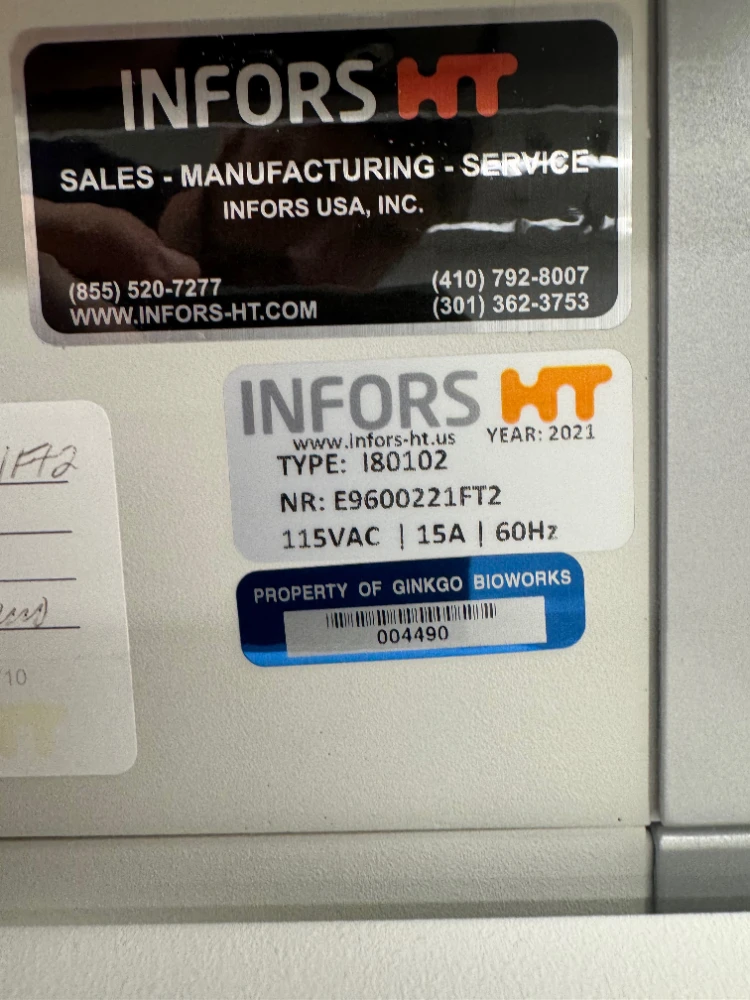 INFORS HT
SALES - MANUFACTURING - SERVICE
INFORS USA, INC.
(855) 520-7277
(410) 792-8007
WWW.INFORS-HT.COM
(301) 362-3753
INFORS HT
www.infors-ht.us
YEAR: 2021
TYPE: I80102
NR: E9600221FT2
115VAC | 15A | 60Hz
PROPERTY OF GINKGO BIOWORKS
004490
1FT2
/10